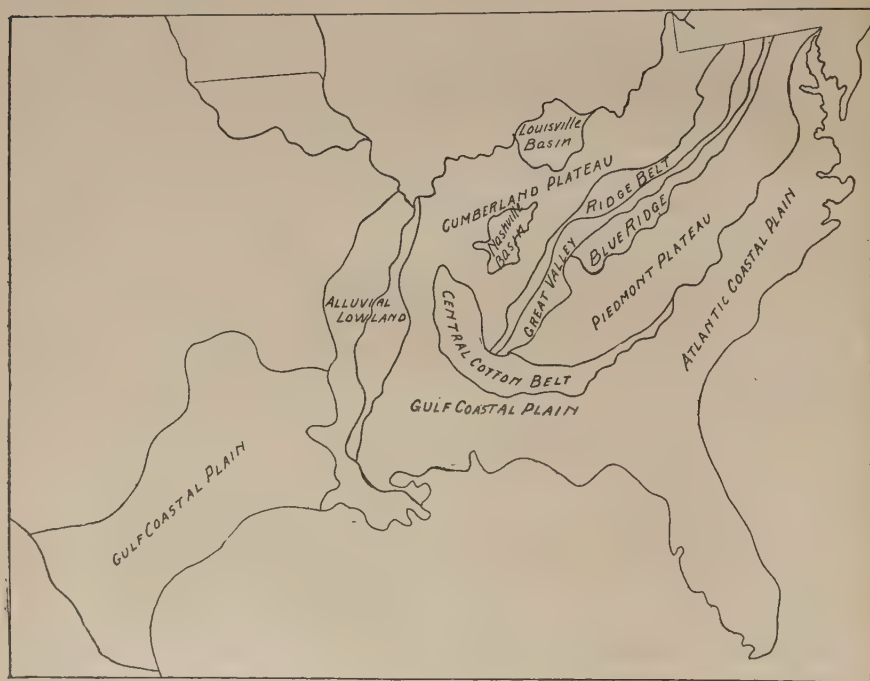 Louisville
Basin
CUMBERLAND PLATEAU
RIDGE BELT
Nashville
Basin
BLUE RIDGE
GREAT VALLEY
PIEDMONT PLATEAU
ATLANTIC COASTAL PLAIN
ALLUVIAL
LOWLAND
CENTRAL COTTOM BELT
GULF COASTAL PLAIN
GULF COASTAL PLAIN